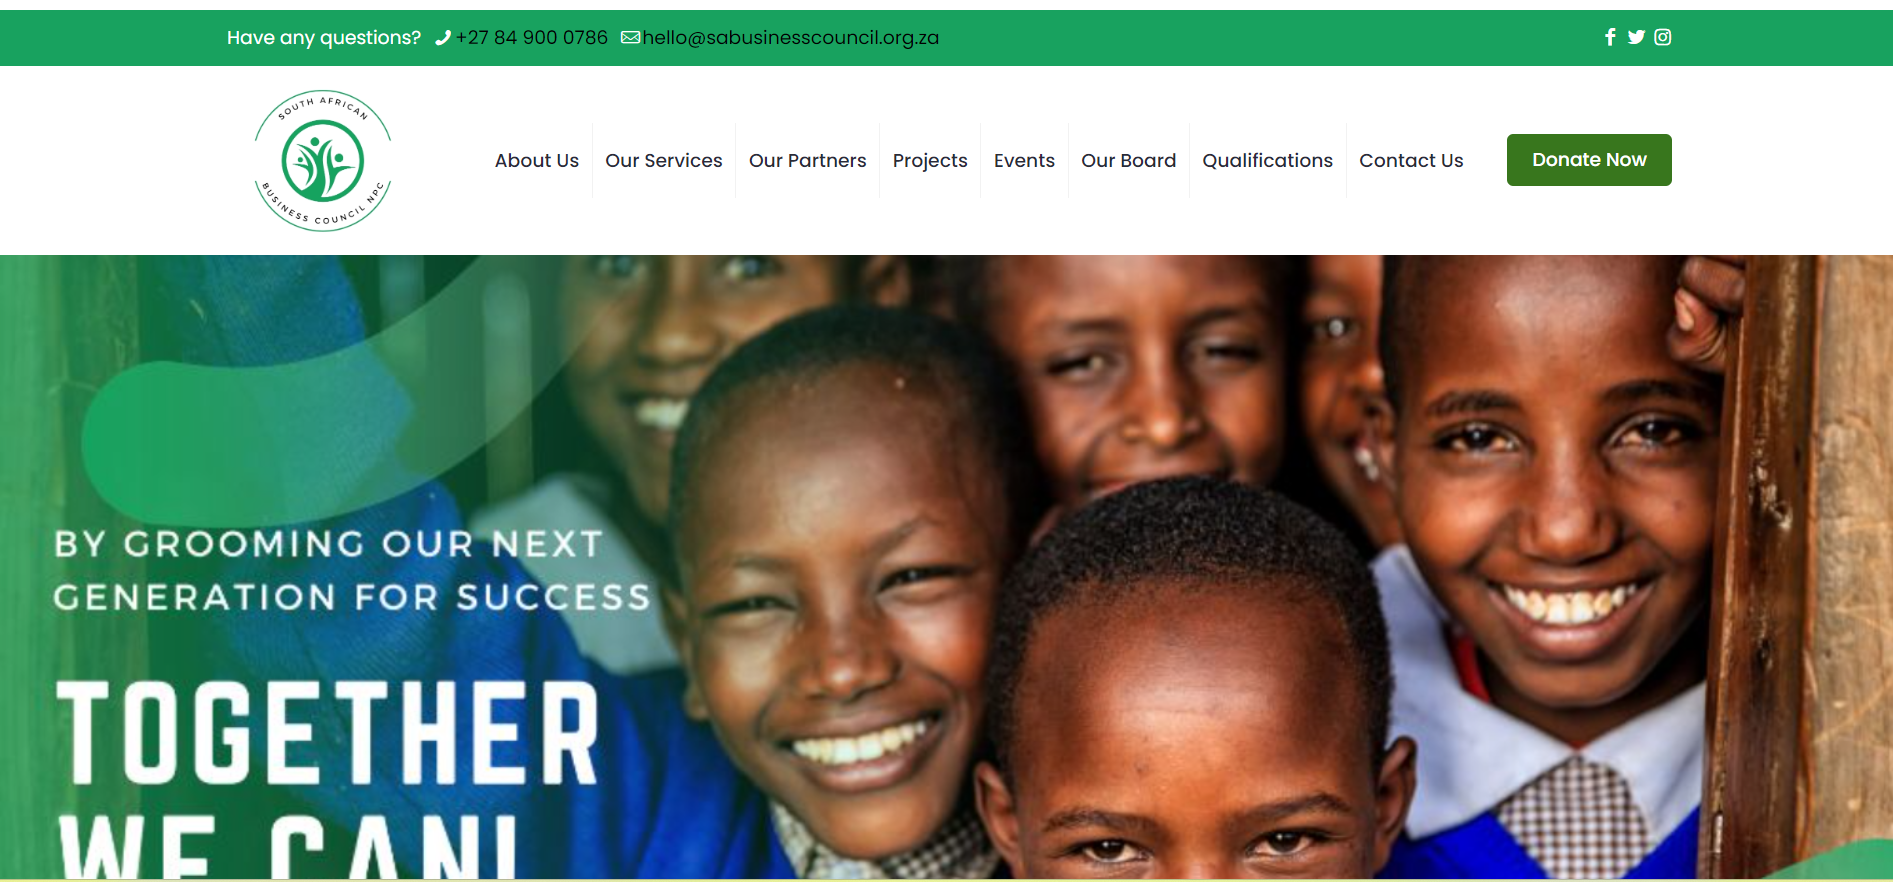 Have any questions? +27 84 900 0786 hello@sabusinesscouncil.org.za
SOUTH AFRICAN
BUSINESS COUNCIL NPC
About Us
Our Services
Our Partners
Projects
Events
Our Board
Qualifications
Contact Us
Donate Now
BY GROOMING OUR NEXT
GENERATION FOR SUCCESS
TOGETHER
WE CAN